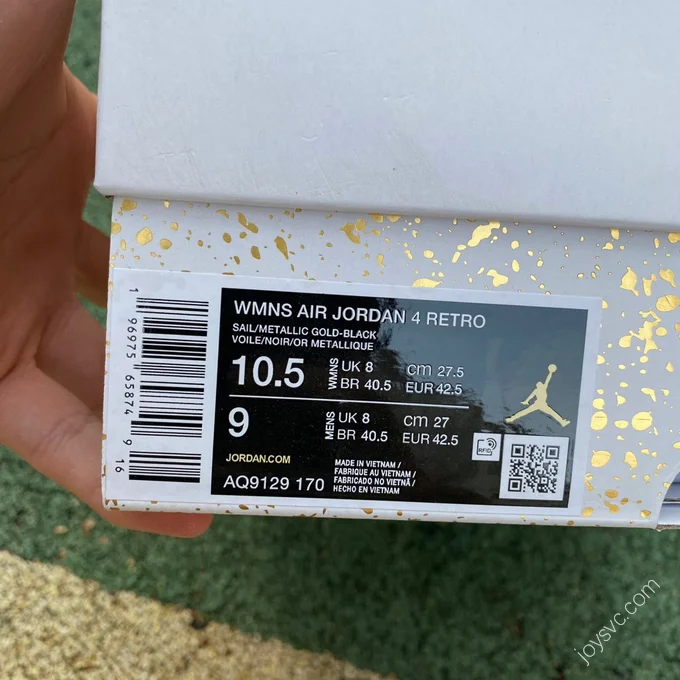 WMNS AIR JORDAN 4 RETRO
SAIL/METALLIC GOLD-BLACK
VOILE/NOIR/OR METALLIQUE
10.5 WMNS UK 8 cm 27.5
BR 40.5 EUR 42.5
9 MENS UK 8 cm 27
BR 40.5 EUR 42.5
JORDAN.COM
AQ9129 170
MADE IN VIETNAM /
FABRIQUE AU VIETNAM /
FABRICADO NO VIETNÃ /
HECHO EN VIETNAM
RFID
1 96975 65874 9 16
joysvc.com